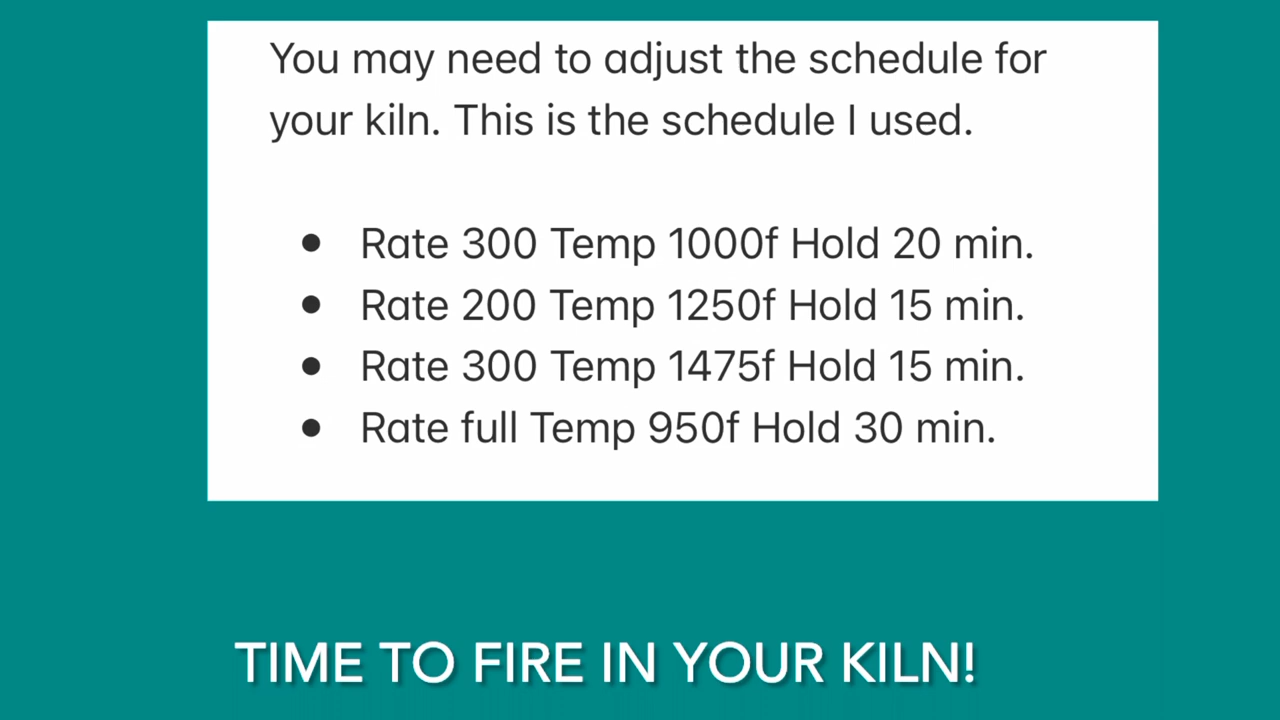 You may need to adjust the schedule for
your kiln. This is the schedule I used.
• Rate 300 Temp 1000f Hold 20 min.
• Rate 200 Temp 1250f Hold 15 min.
• Rate 300 Temp 1475f Hold 15 min.
• Rate full Temp 950f Hold 30 min.
TIME TO FIRE IN YOUR KILN!